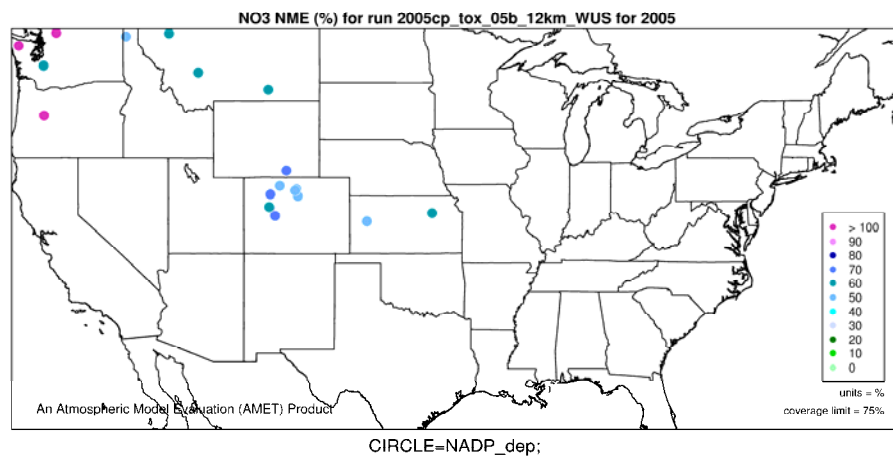 NO3 NME (%) for run 2005cp_tox_05b_12km_WUS for 2005
> 100
90
80
70
60
50
40
30
20
10
0
units = %
coverage limit = 75%
An Atmospheric Model Evaluation (AMET) Product
CIRCLE=NADP_dep;